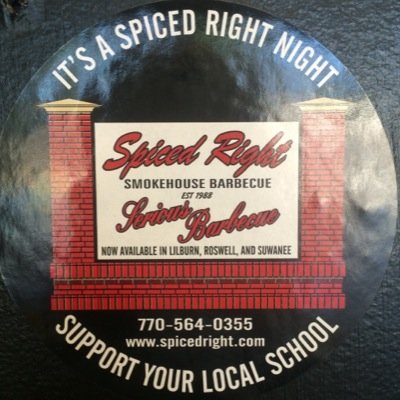 IT'S A SPICED RIGHT NIGHT
Spiced Right
SMOKEHOUSE BARBECUE
EST 1988
Serious
Barbecue
NOW AVAILABLE IN LILBURN, ROSWELL, AND SUWANEE
770-564-0355
www.spicedright.com
SUPPORT YOUR LOCAL SCHOOL